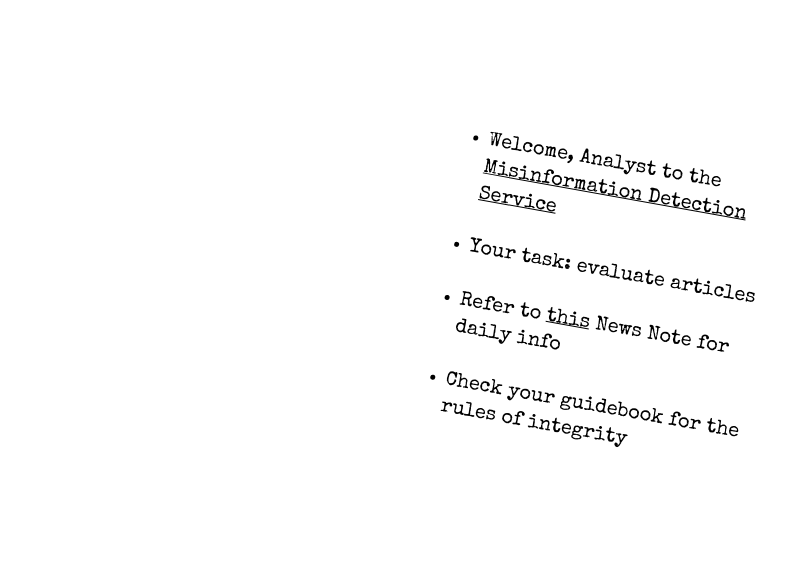 • Welcome, Analyst to the
Misinformation Detection
Service
• Your task: evaluate articles
• Refer to this News Note for
daily info
• Check your guidebook for the
rules of integrity